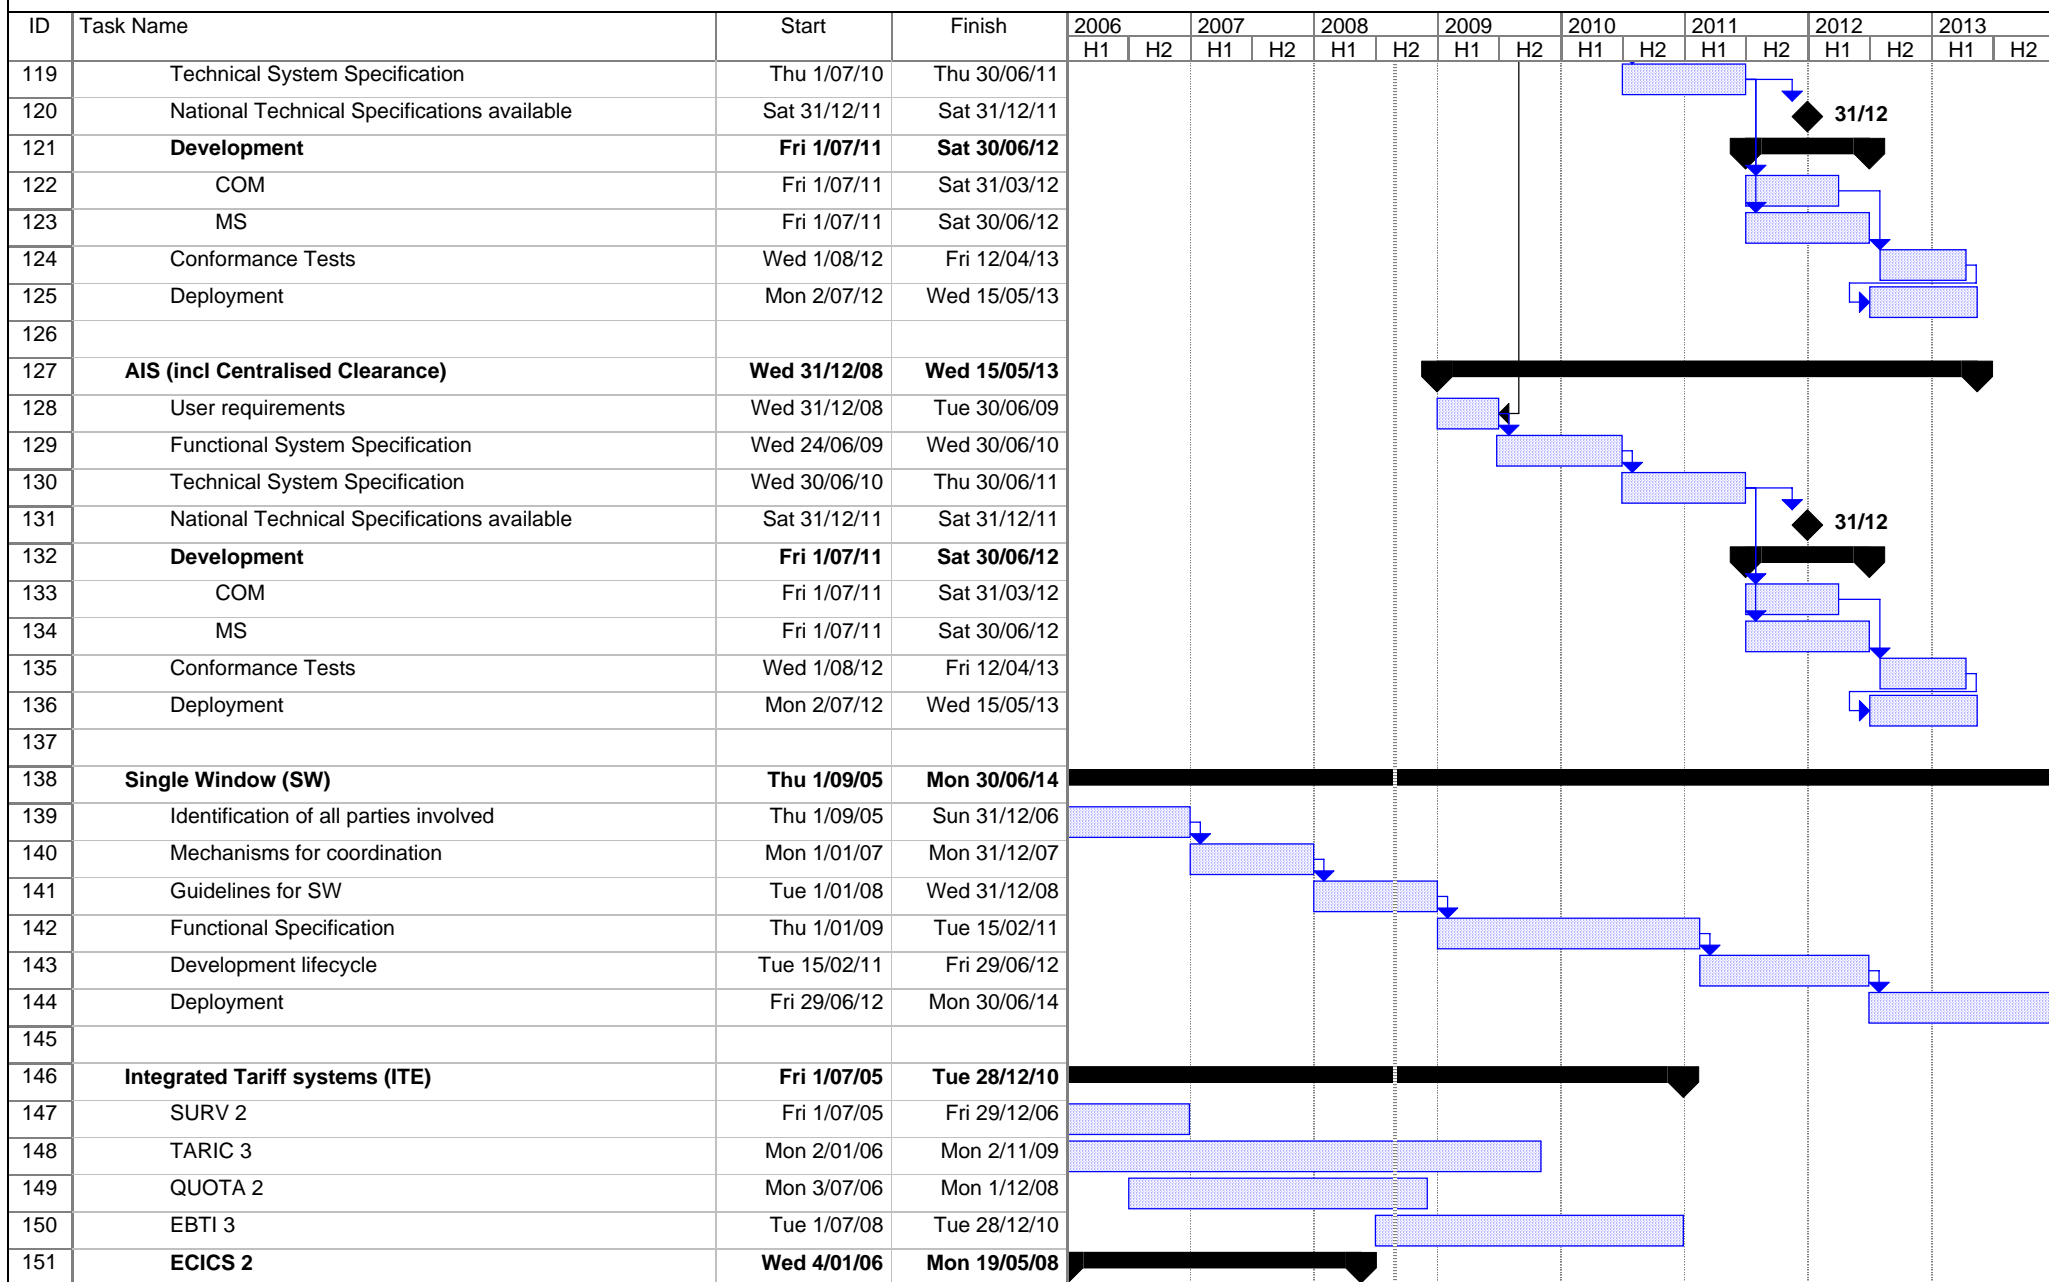 ID Task Name Start Finish 2006 2007 2008 2009 2010 2011 2012 2013
H1 H2 H1 H2 H1 H2 H1 H2 H1 H2 H1 H2 H1 H2 H1 H2
119 Technical System Specification Thu 1/07/10 Thu 30/06/11
120 National Technical Specifications available Sat 31/12/11 Sat 31/12/11 31/12
121 Development Fri 1/07/11 Sat 30/06/12
122 COM Fri 1/07/11 Sat 31/03/12
123 MS Fri 1/07/11 Sat 30/06/12
124 Conformance Tests Wed 1/08/12 Fri 12/04/13
125 Deployment Mon 2/07/12 Wed 15/05/13
126
127 AIS (incl Centralised Clearance) Wed 31/12/08 Wed 15/05/13
128 User requirements Wed 31/12/08 Tue 30/06/09
129 Functional System Specification Wed 24/06/09 Wed 30/06/10
130 Technical System Specification Wed 30/06/10 Thu 30/06/11
131 National Technical Specifications available Sat 31/12/11 Sat 31/12/11 31/12
132 Development Fri 1/07/11 Sat 30/06/12
133 COM Fri 1/07/11 Sat 31/03/12
134 MS Fri 1/07/11 Sat 30/06/12
135 Conformance Tests Wed 1/08/12 Fri 12/04/13
136 Deployment Mon 2/07/12 Wed 15/05/13
137
138 Single Window (SW) Thu 1/09/05 Mon 30/06/14
139 Identification of all parties involved Thu 1/09/05 Sun 31/12/06
140 Mechanisms for coordination Mon 1/01/07 Mon 31/12/07
141 Guidelines for SW Tue 1/01/08 Wed 31/12/08
142 Functional Specification Thu 1/01/09 Tue 15/02/11
143 Development lifecycle Tue 15/02/11 Fri 29/06/12
144 Deployment Fri 29/06/12 Mon 30/06/14
145
146 Integrated Tariff systems (ITE) Fri 1/07/05 Tue 28/12/10
147 SURV 2 Fri 1/07/05 Fri 29/12/06
148 TARIC 3 Mon 2/01/06 Mon 2/11/09
149 QUOTA 2 Mon 3/07/06 Mon 1/12/08
150 EBTI 3 Tue 1/07/08 Tue 28/12/10
151 ECICS 2 Wed 4/01/06 Mon 19/05/08